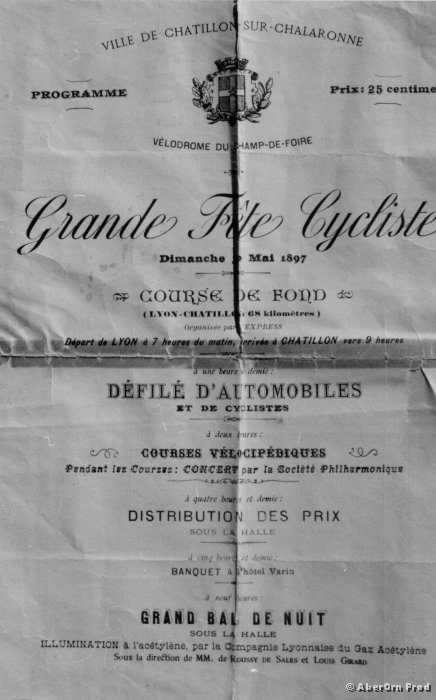 VILLE DE CHATILLON-SUR-CHALARONNE
PROGRAMME
Prix: 25 centime
VÉLODROME DU CHAMP-DE-FOIRE
Grande Fête Cycliste
Dimanche Mai 1897
COURSE DE FOND
(LYON-CHATILLON: 68 kilomètres)
Organisée par l'EXPRESS
Départ de LYON à 7 heures du matin, arrivée à CHATILLON vers 9 heures
à une heure demie:
DÉFILÉ D'AUTOMOBILES
ET DE CYCLISTES
à deux heures:
COURSES VÉLOCIPÉDIQUES
Pendant les Courses: CONCERT par la Société Philharmonique
à quatre heures et demie:
DISTRIBUTION DES PRIX
SOUS LA HALLE
à cinq heures et demie:
BANQUET à l'hôtel Varin
à neuf heures:
GRAND BAL DE NUIT
SOUS LA HALLE
ILLUMINATION à l'acétylène, par la Compagnie Lyonnaise du Gaz Acétylène
Sous la direction de MM. de ROUSSY DE SALES et LOUIS GIRARD
© AberOrn Prod